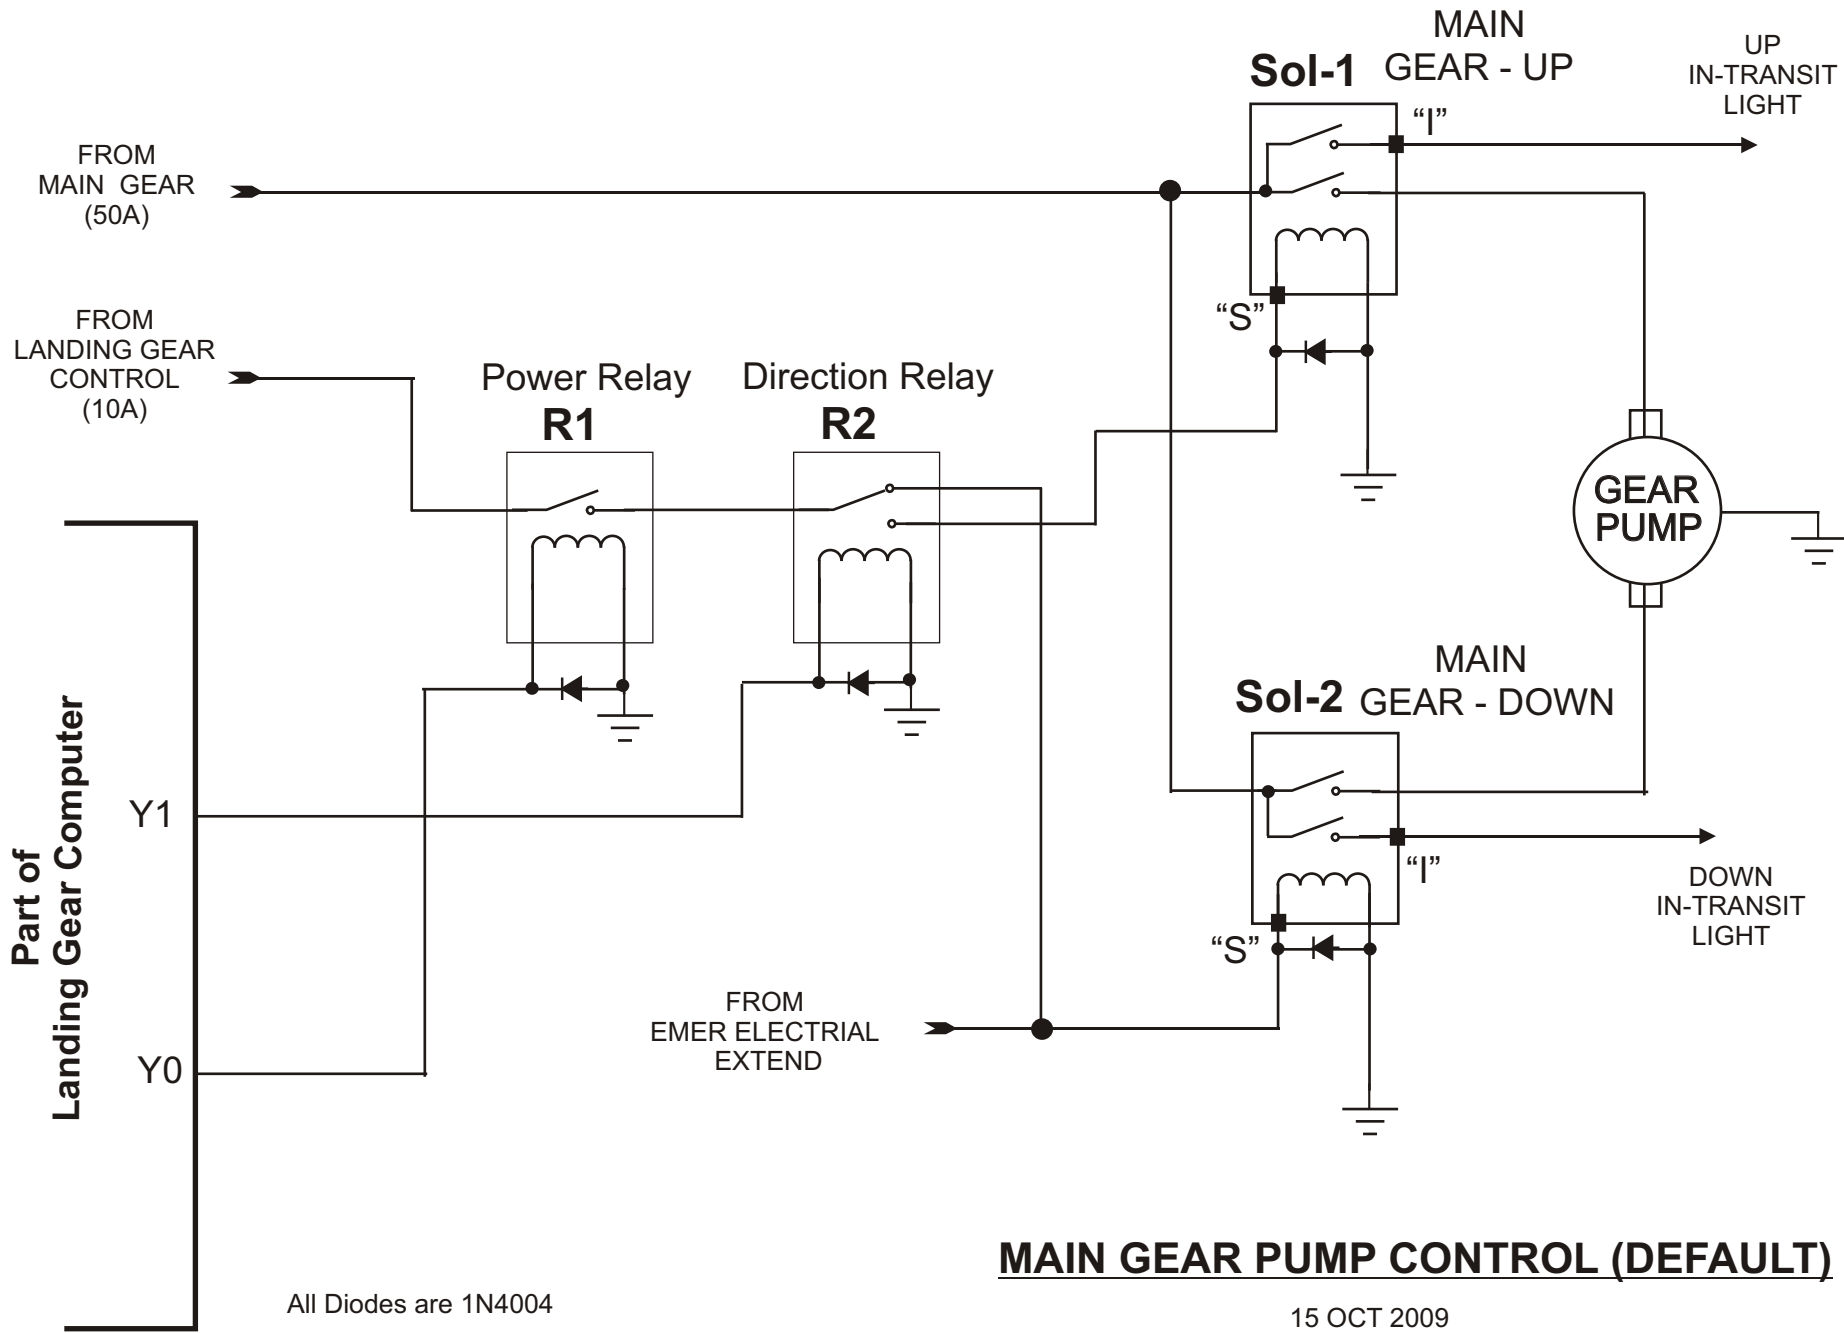 MAIN
GEAR - UP
Sol-1
UP
IN-TRANSIT
LIGHT
“I”
FROM
MAIN GEAR
(50A)
“S”
FROM
LANDING GEAR
CONTROL
(10A)
Power Relay
R1
Direction Relay
R2
GEAR
PUMP
MAIN
GEAR - DOWN
Sol-2
Part of
Landing Gear Computer
Y1
“I”
DOWN
IN-TRANSIT
LIGHT
“S”
FROM
EMER ELECTRIAL
EXTEND
Y0
MAIN GEAR PUMP CONTROL (DEFAULT)
All Diodes are 1N4004
15 OCT 2009